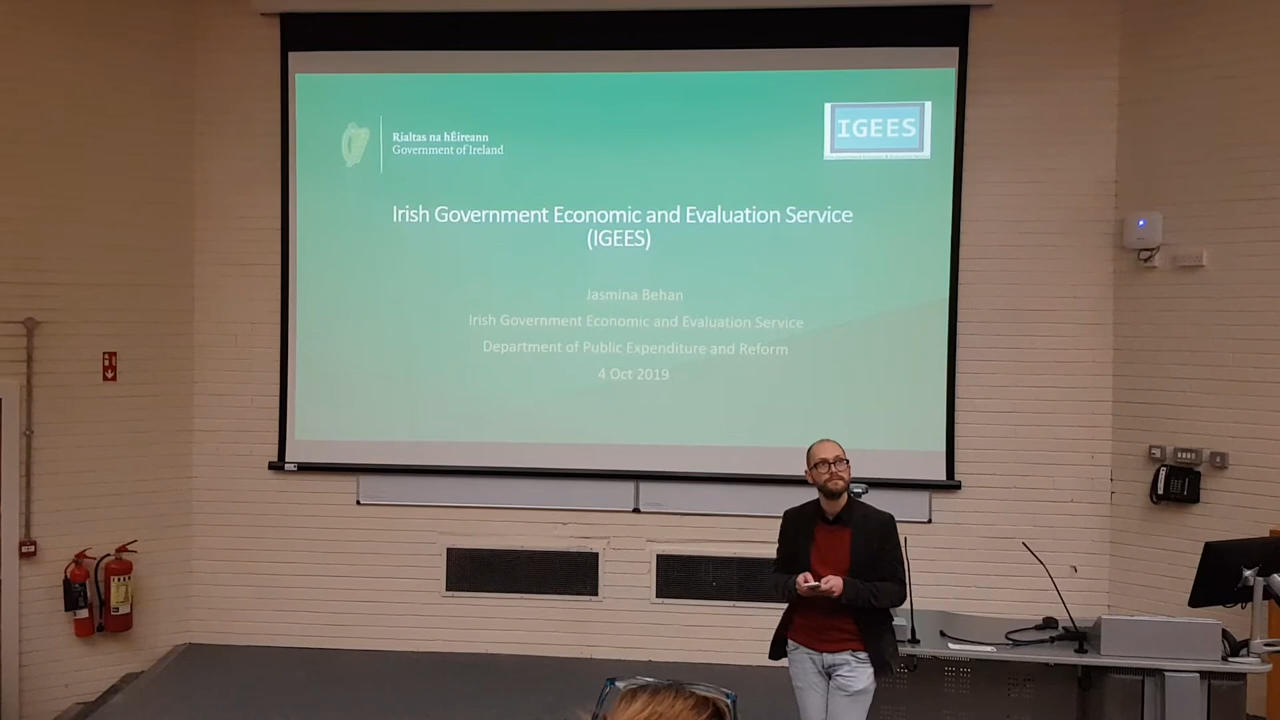 Rialtas na hÉireann
Government of Ireland
IGEES
Irish Government Economic and Evaluation Service
(IGEES)
Jasmina Behan
Irish Government Economic and Evaluation Service
Department of Public Expenditure and Reform
4 Oct 2019